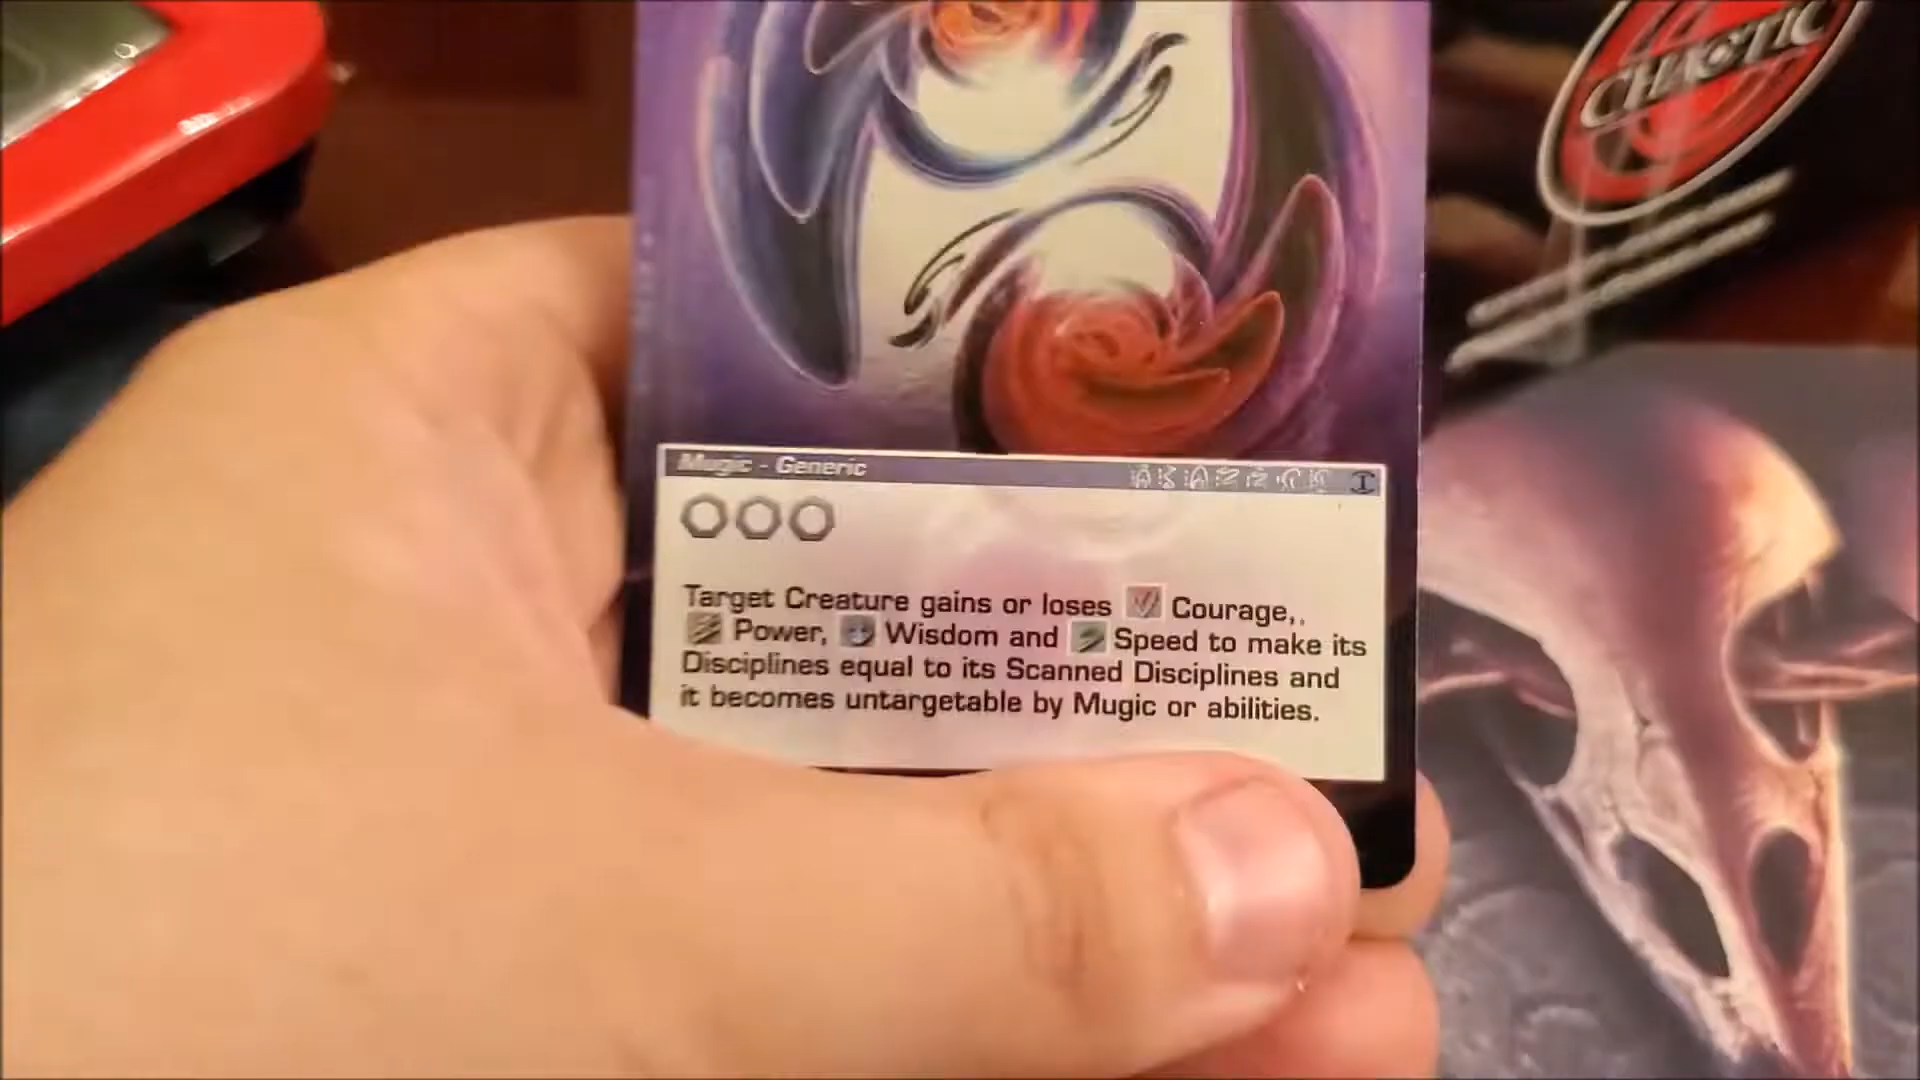 CHAOTIC
Mugic - Generic
Target Creature gains or loses Courage,,
Power, Wisdom and Speed to make its
Disciplines equal to its Scanned Disciplines and
it becomes untargetable by Mugic or abilities.